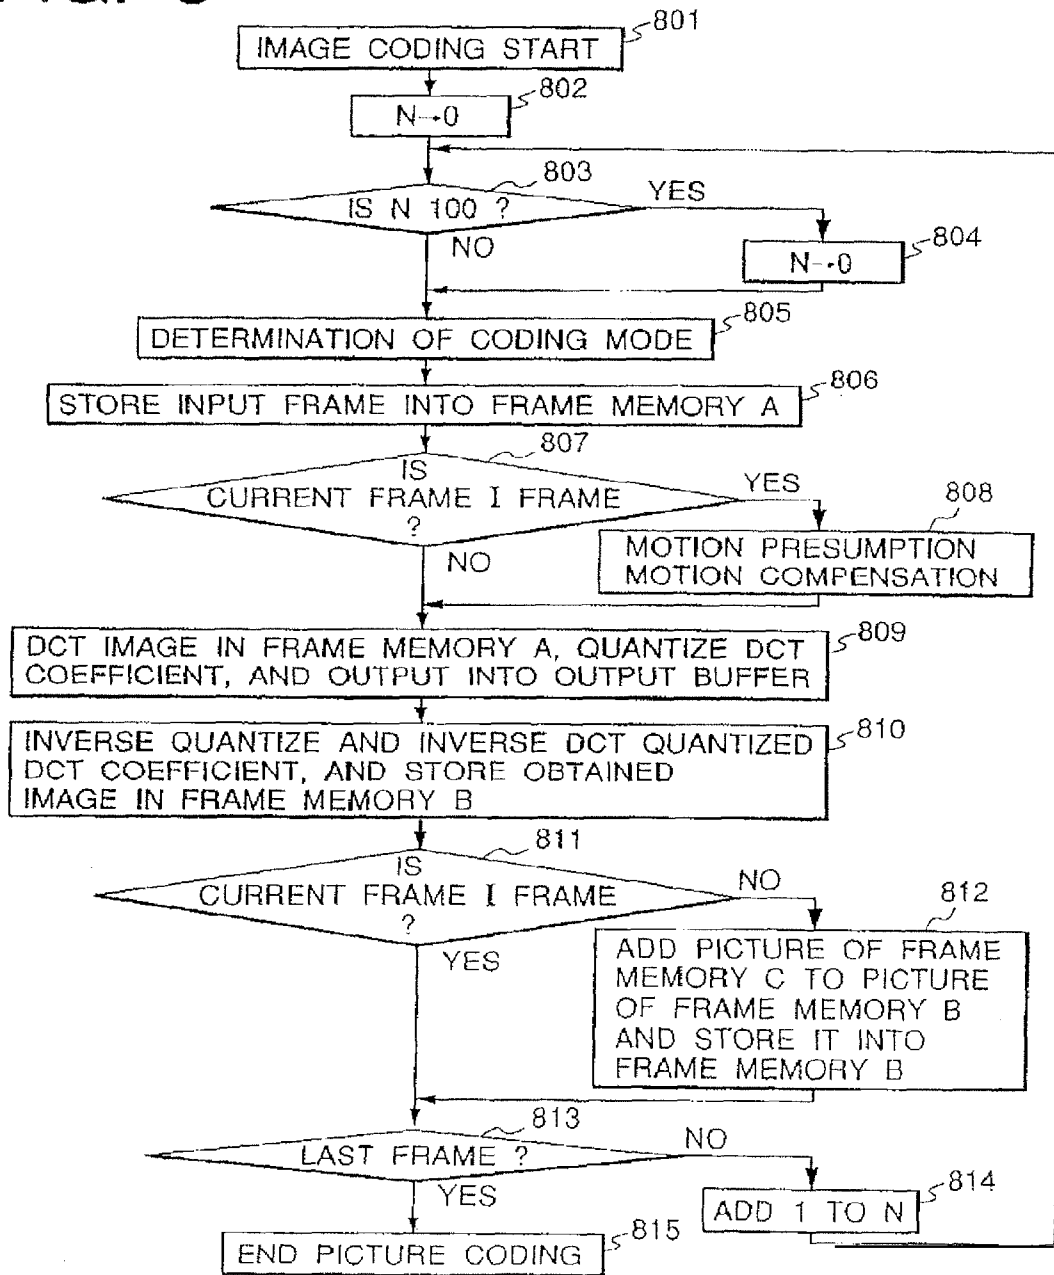 801
IMAGE CODING START
802
N→0
803
IS N 100 ?
YES
NO
804
N→0
805
DETERMINATION OF CODING MODE
806
STORE INPUT FRAME INTO FRAME MEMORY A
807
IS
CURRENT FRAME I FRAME
?
YES
NO
808
MOTION PRESUMPTION
MOTION COMPENSATION
809
DCT IMAGE IN FRAME MEMORY A, QUANTIZE DCT
COEFFICIENT, AND OUTPUT INTO OUTPUT BUFFER
810
INVERSE QUANTIZE AND INVERSE DCT QUANTIZED
DCT COEFFICIENT, AND STORE OBTAINED
IMAGE IN FRAME MEMORY B
811
IS
CURRENT FRAME I FRAME
?
NO
YES
812
ADD PICTURE OF FRAME
MEMORY C TO PICTURE
OF FRAME MEMORY B
AND STORE IT INTO
FRAME MEMORY B
813
LAST FRAME ?
NO
YES
814
ADD 1 TO N
815
END PICTURE CODING